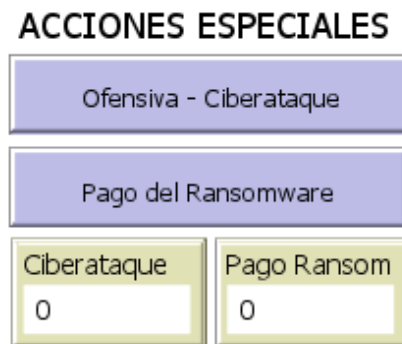 ACCIONES ESPECIALES
Ofensiva - Ciberataque
Pago del Ransomware
Ciberataque
0
Pago Ransom
0